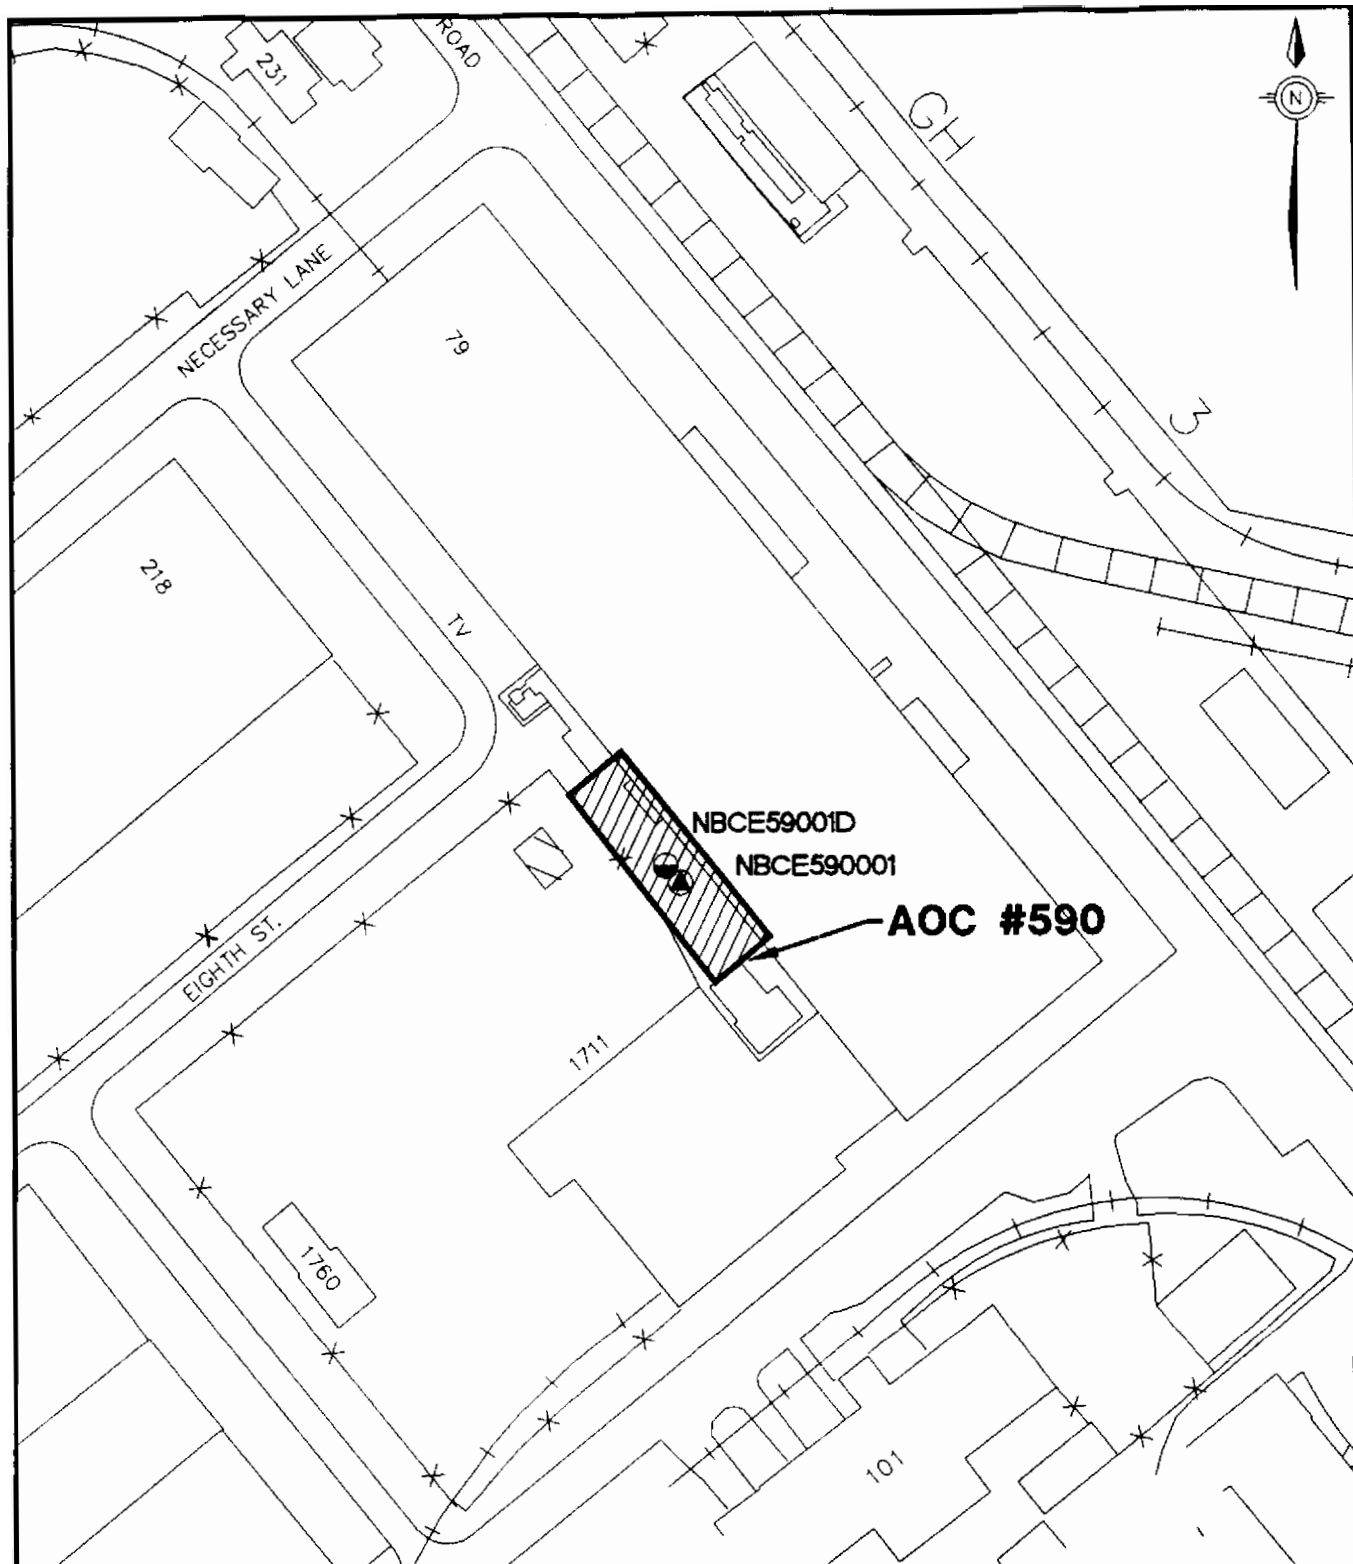 ROAD
231
N
GH
NECESSARY LANE
79
3
218
TV
NBCE59001D
NBCE590001
AOC #590
EIGHTH ST.
1711
1760
101